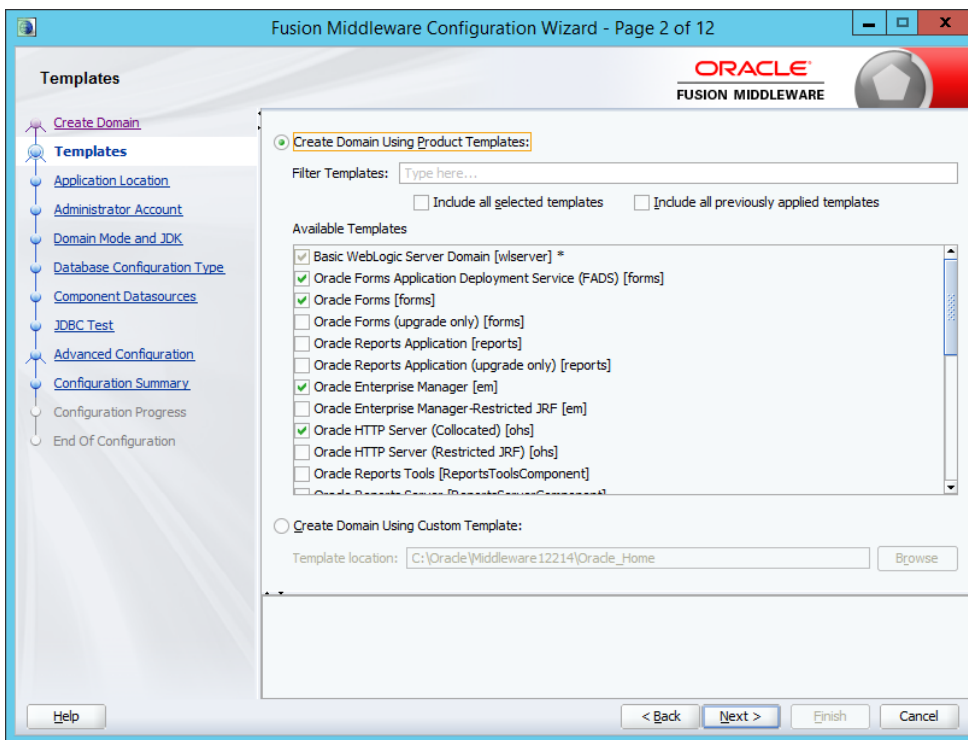 Fusion Middleware Configuration Wizard - Page 2 of 12
Templates
ORACLE
FUSION MIDDLEWARE
Create Domain
Templates
Application Location
Administrator Account
Domain Mode and JDK
Database Configuration Type
Component Datasources
JDBC Test
Advanced Configuration
Configuration Summary
Configuration Progress
End Of Configuration
Create Domain Using Product Templates:
Filter Templates: Type here...
Include all selected templates Include all previously applied templates
Available Templates
Basic WebLogic Server Domain [wlserver] *
Oracle Forms Application Deployment Service (FADS) [forms]
Oracle Forms [forms]
Oracle Forms (upgrade only) [forms]
Oracle Reports Application [reports]
Oracle Reports Application (upgrade only) [reports]
Oracle Enterprise Manager [em]
Oracle Enterprise Manager-Restricted JRF [em]
Oracle HTTP Server (Collocated) [ohs]
Oracle HTTP Server (Restricted JRF) [ohs]
Oracle Reports Tools [ReportsToolsComponent]
Oracle Reports Server [ReportsServerComponent]
Create Domain Using Custom Template:
Template location: C:\Oracle\Middleware12214\Oracle_Home Browse
Help < Back Next > Finish Cancel